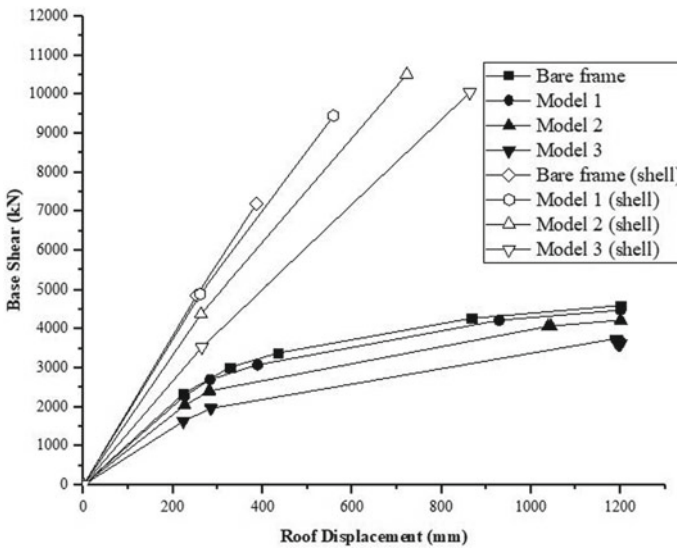 12000
11000
10000
9000
8000
7000
6000
5000
4000
3000
2000
1000
0
Base Shear (kN)
0
200
400
600
800
1000
1200
Roof Displacement (mm)
Bare frame
Model 1
Model 2
Model 3
Bare frame (shell)
Model 1 (shell)
Model 2 (shell)
Model 3 (shell)